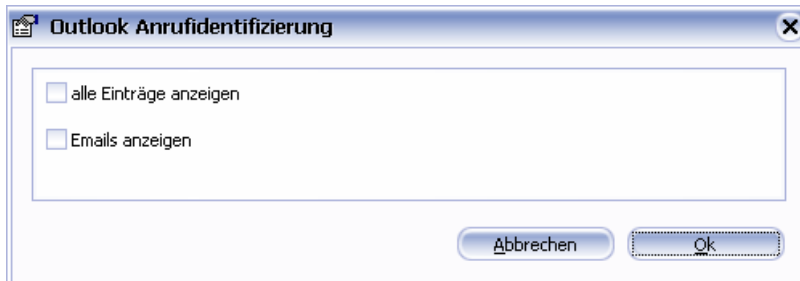 Outlook Anrufidentifizierung
alle Einträge anzeigen
Emails anzeigen
Abbrechen
Ok